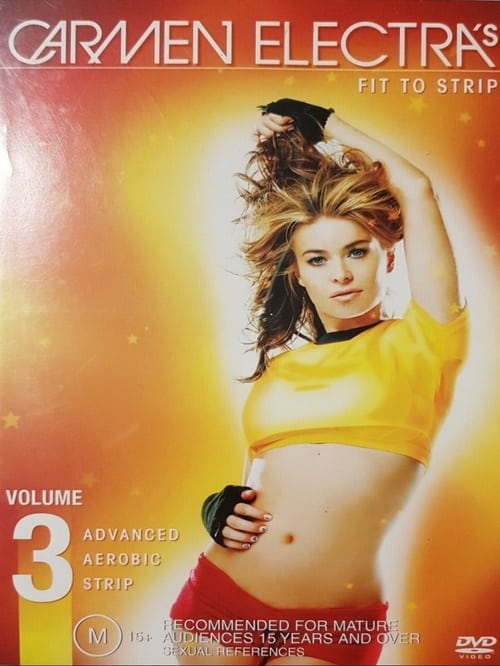 CARMEN ELECTRA'S
FIT TO STRIP
VOLUME
3
ADVANCED
AEROBIC
STRIP
M 15+
RECOMMENDED FOR MATURE
AUDIENCES 15 YEARS AND OVER
SEXUAL REFERENCES
DVD
VIDEO